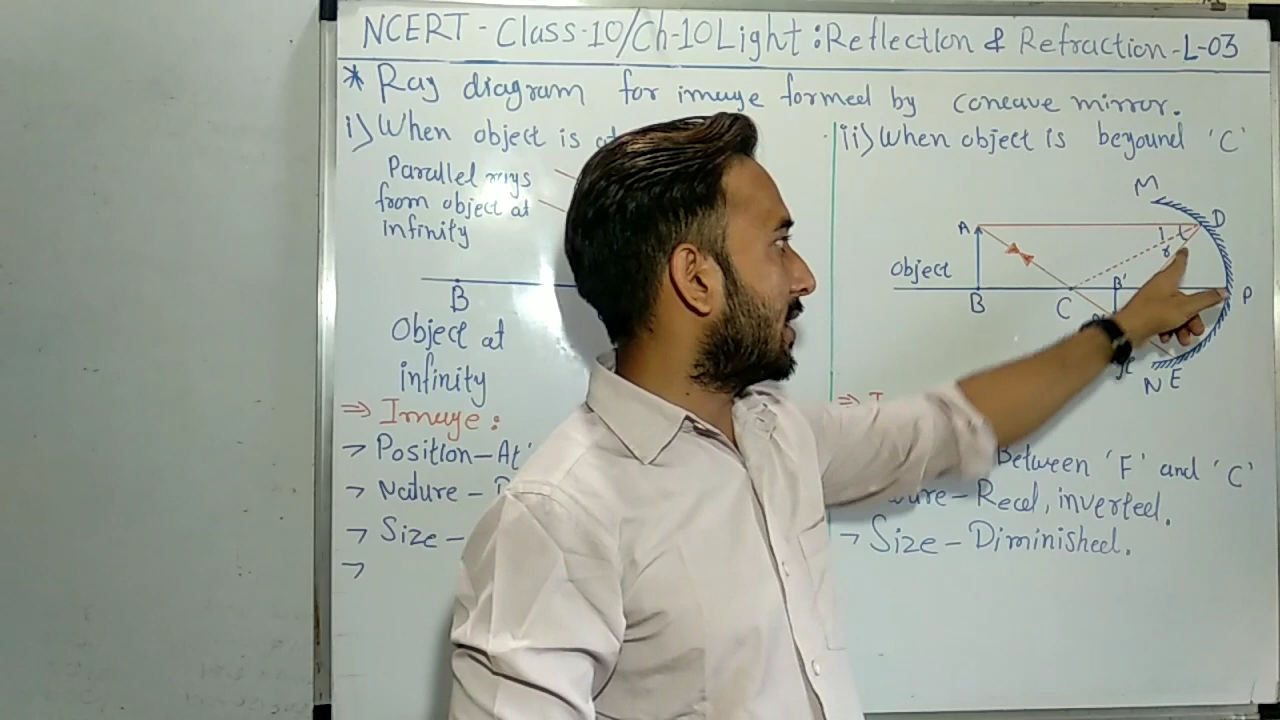 NCERT - Class-10/Ch-10 Light : Reflection & Refraction - L-03
* Ray diagram for image formed by concave mirror.
i) When object is at
Parallel rays
from object at
Infinity
B
Object at
infinity
⇒ Image :
→ Position - At
→ Nature -
→ Size -
→
ii) When object is beyound 'C'
M
A
D
i
r
Object
B
C
B'
P
N E
⇒
Between 'F' and 'C'
Real, inverted.
→ Size - Diminished.